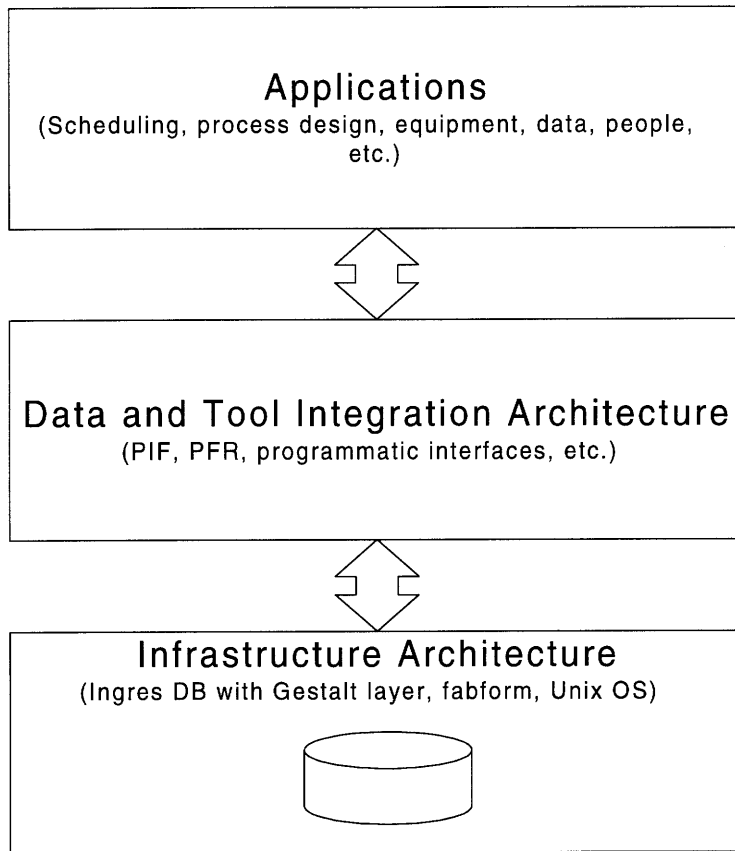 Applications
(Scheduling, process design, equipment, data, people,
etc.)
Data and Tool Integration Architecture
(PIF, PFR, programmatic interfaces, etc.)
Infrastructure Architecture
(Ingres DB with Gestalt layer, fabform, Unix OS)